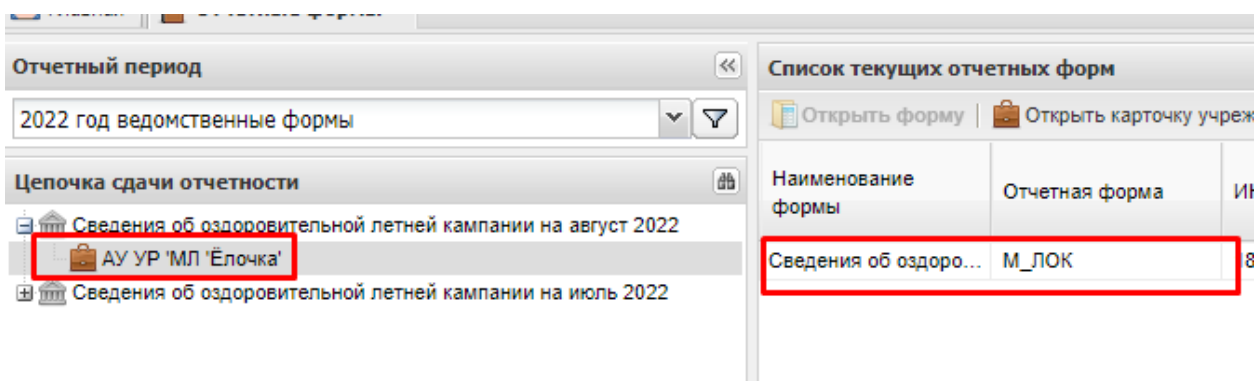 Отчетный период
2022 год ведомственные формы
Цепочка сдачи отчетности
Сведения об оздоровительной летней кампании на август 2022
АУ УР 'МЛ 'Ёлочка'
Сведения об оздоровительной летней кампании на июль 2022
Список текущих отчетных форм
Открыть форму Открыть карточку учреж
Наименование формы Отчетная форма
Сведения об оздоро... М_ЛОК